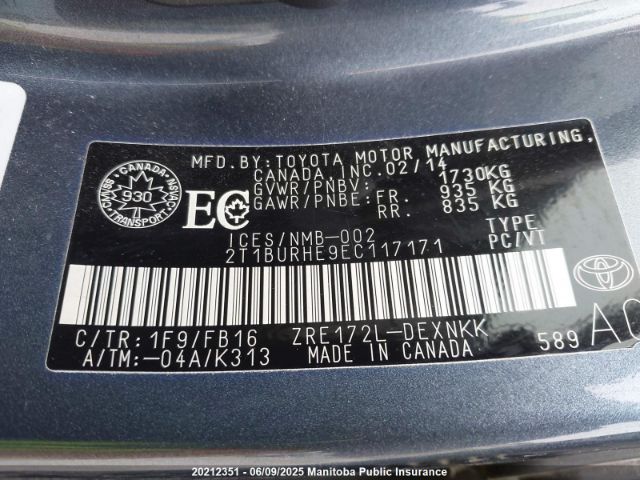 MFD.BY:TOYOTA MOTOR MANUFACTURING,
CANADA, INC. 02/14
GVWR/PNBV: 1730KG
GAWR/PNBE: FR. 935 KG
RR. 835 KG
CANADA
930
TRANSPORT
EC
ICES/NMB-002
TYPE
2T1BURHE9EC117171 PC/VT
C/TR: 1F9/FB16 ZRE172L-DEXNKK
A/TM:-04A/K313 MADE IN CANADA 589
20212351 - 06/09/2025 Manitoba Public Insurance